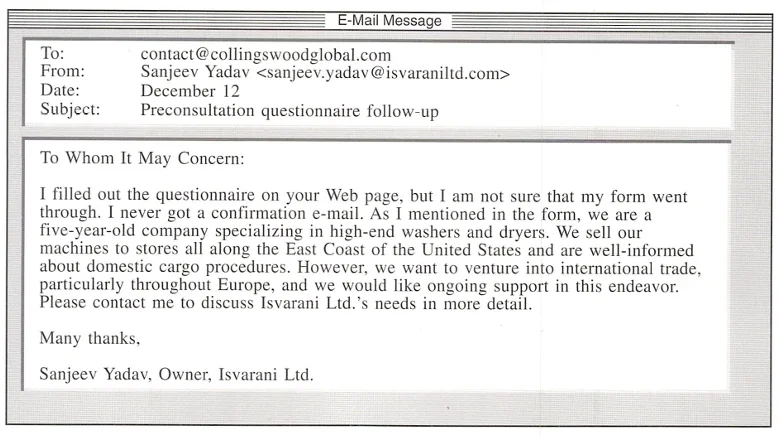 E-Mail Message
To: contact@collingswoodglobal.com
From: Sanjeev Yadav <sanjeev.yadav@isvaraniltd.com>
Date: December 12
Subject: Preconsultation questionnaire follow-up
To Whom It May Concern:
I filled out the questionnaire on your Web page, but I am not sure that my form went
through. I never got a confirmation e-mail. As I mentioned in the form, we are a
five-year-old company specializing in high-end washers and dryers. We sell our
machines to stores all along the East Coast of the United States and are well-informed
about domestic cargo procedures. However, we want to venture into international trade,
particularly throughout Europe, and we would like ongoing support in this endeavor.
Please contact me to discuss Isvarani Ltd.'s needs in more detail.
Many thanks,
Sanjeev Yadav, Owner, Isvarani Ltd.